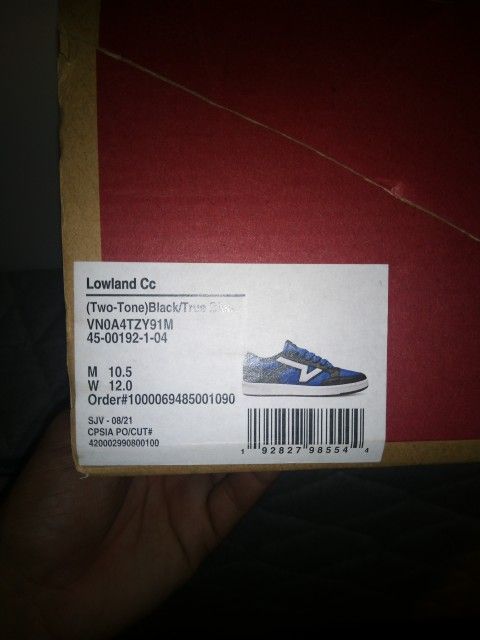 Lowland Cc
(Two-Tone)Black/True
VN0A4TZY91M
45-00192-1-04
M 10.5
W 12.0
Order#1000069485001090
SJV - 08/21
CPSIA PO/CUT#
420002990800100
1 92827 98554 4